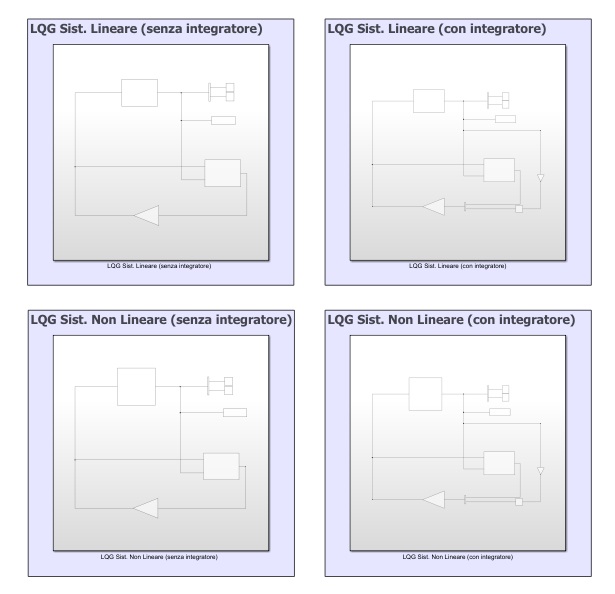 LQG Sist. Lineare (senza integratore)
LQG Sist. Lineare (con integratore)
LQG Sist. Lineare (senza integratore)
LQG Sist. Lineare (con integratore)
LQG Sist. Non Lineare (senza integratore)
LQG Sist. Non Lineare (con integratore)
LQG Sist. Non Lineare (senza integratore)
LQG Sist. Non Lineare (con integratore)